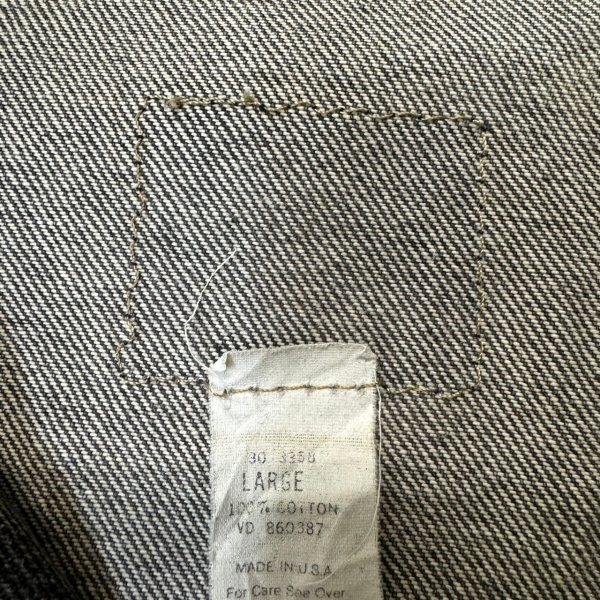 30 3358
LARGE
100% COTTON
VD 860387
MADE IN U.S.A
For Care See Over